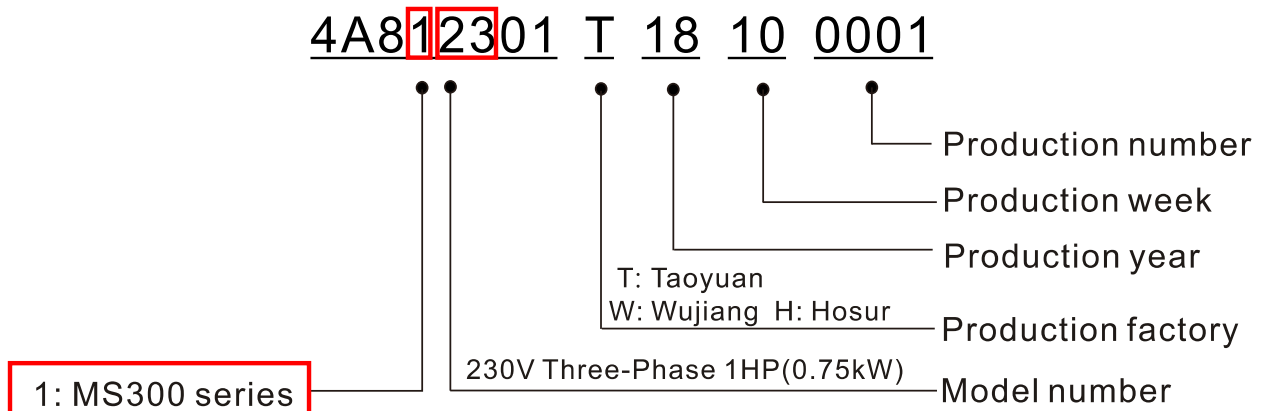 4A812301 T 18 10 0001
Production number
Production week
Production year
T: Taoyuan
W: Wujiang H: Hosur
Production factory
230V Three-Phase 1HP(0.75kW)
Model number
1: MS300 series